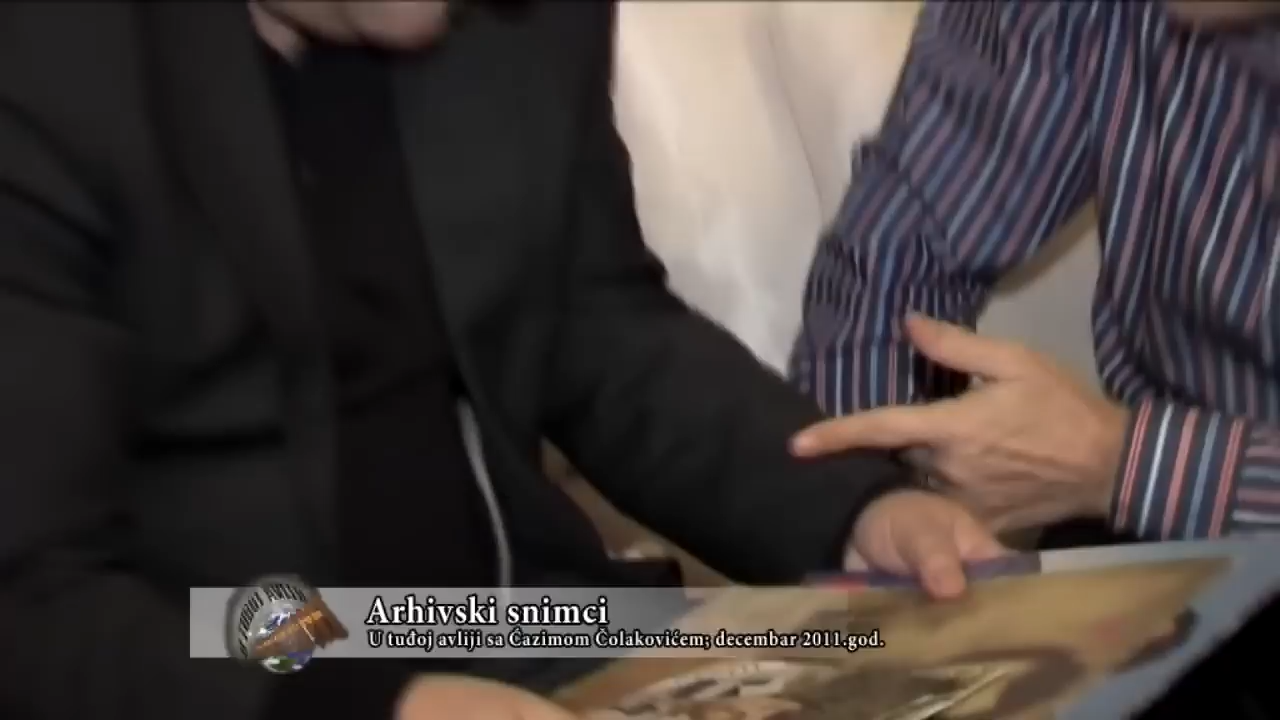 Arhivski snimci
U tuđoj avliji sa Ćazimom Čolakovićem; decembar 2011.god.